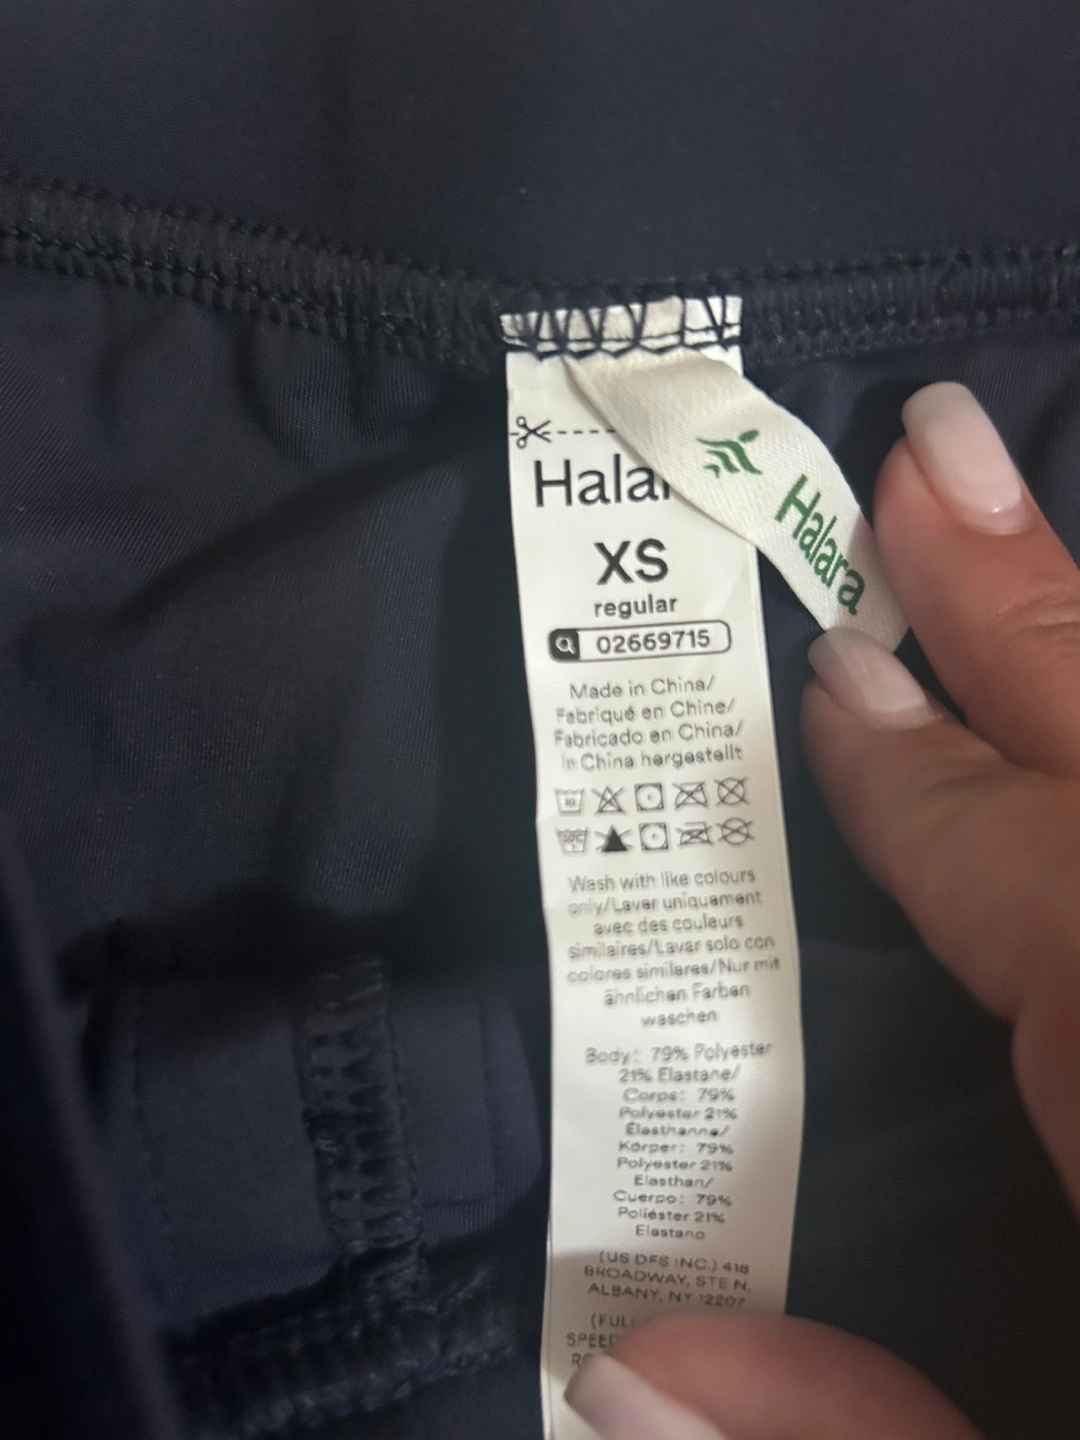 Halar
XS
regular
02669715
Made in China/
Fabriqué en Chine/
Fabricado en China/
In China hergestellt
Wash with like colours
only/Laver uniquement
avec des couleurs
similaires/Lavar solo con
colores similares/Nur mit
ähnlichen Farben
waschen
Body: 79% Polyester
21% Elastane/
Corps: 79%
Polyester 21%
Élasthanne/
Körper: 79%
Polyester 21%
Elasthan/
Cuerpo: 79%
Poliéster 21%
Elastano
(US DFS INC.) 418
BROADWAY, STE N,
ALBANY, NY 12207
(FUL
SPEED
Halara